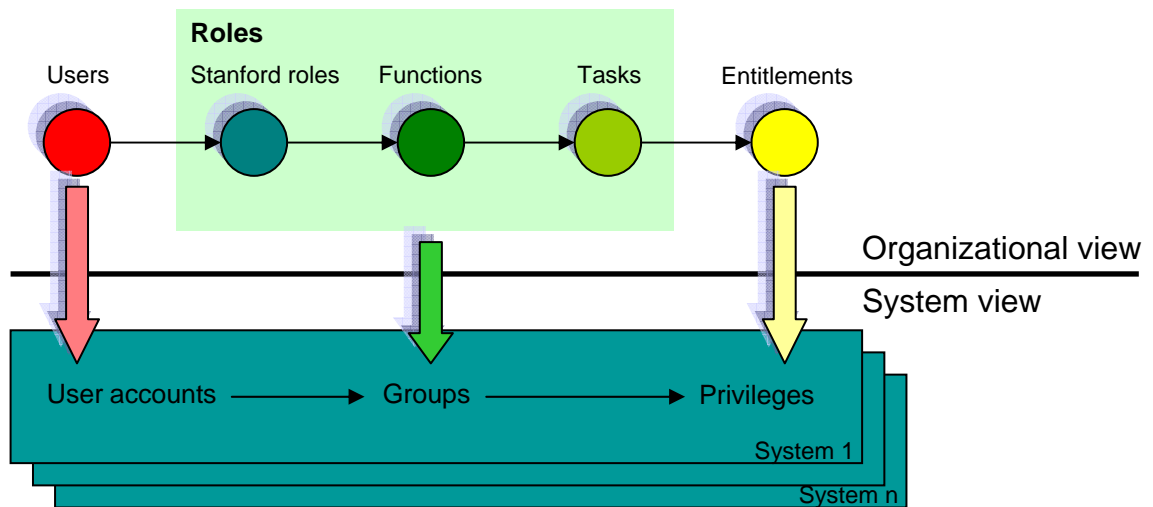 Roles
Users
Stanford roles
Functions
Tasks
Entitlements
Organizational view
System view
User accounts
Groups
Privileges
System 1
System n